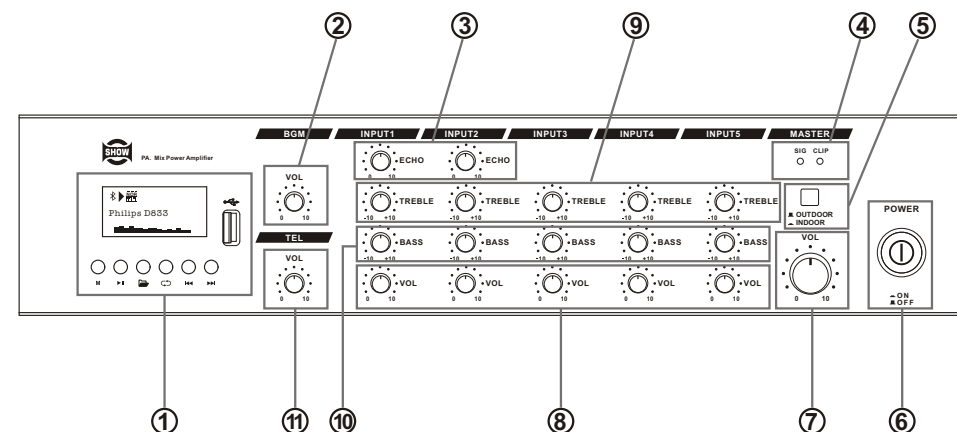 ② ③ ⑨ ④ ⑤
BGM INPUT1 INPUT2 INPUT3 INPUT4 INPUT5 MASTER
SHOW
PA. Mix Power Amplifier
SIG CLIP
ECHO ECHO
0 10 0 10
VOL
0 10
Philips D833
TREBLE TREBLE TREBLE TREBLE TREBLE
-10 +10 -10 +10 -10 +10 -10 +10 -10 +10
OUTDOOR
INDOOR
POWER
TEL
BASS BASS BASS BASS BASS
-10 +10 -10 +10 -10 +10 -10 +10 -10 +10
VOL
0 10
VOL
0 10
M
VOL VOL VOL VOL VOL
0 10 0 10 0 10 0 10 0 10
ON
OFF
① ⑪ ⑩ ⑧ ⑦ ⑥